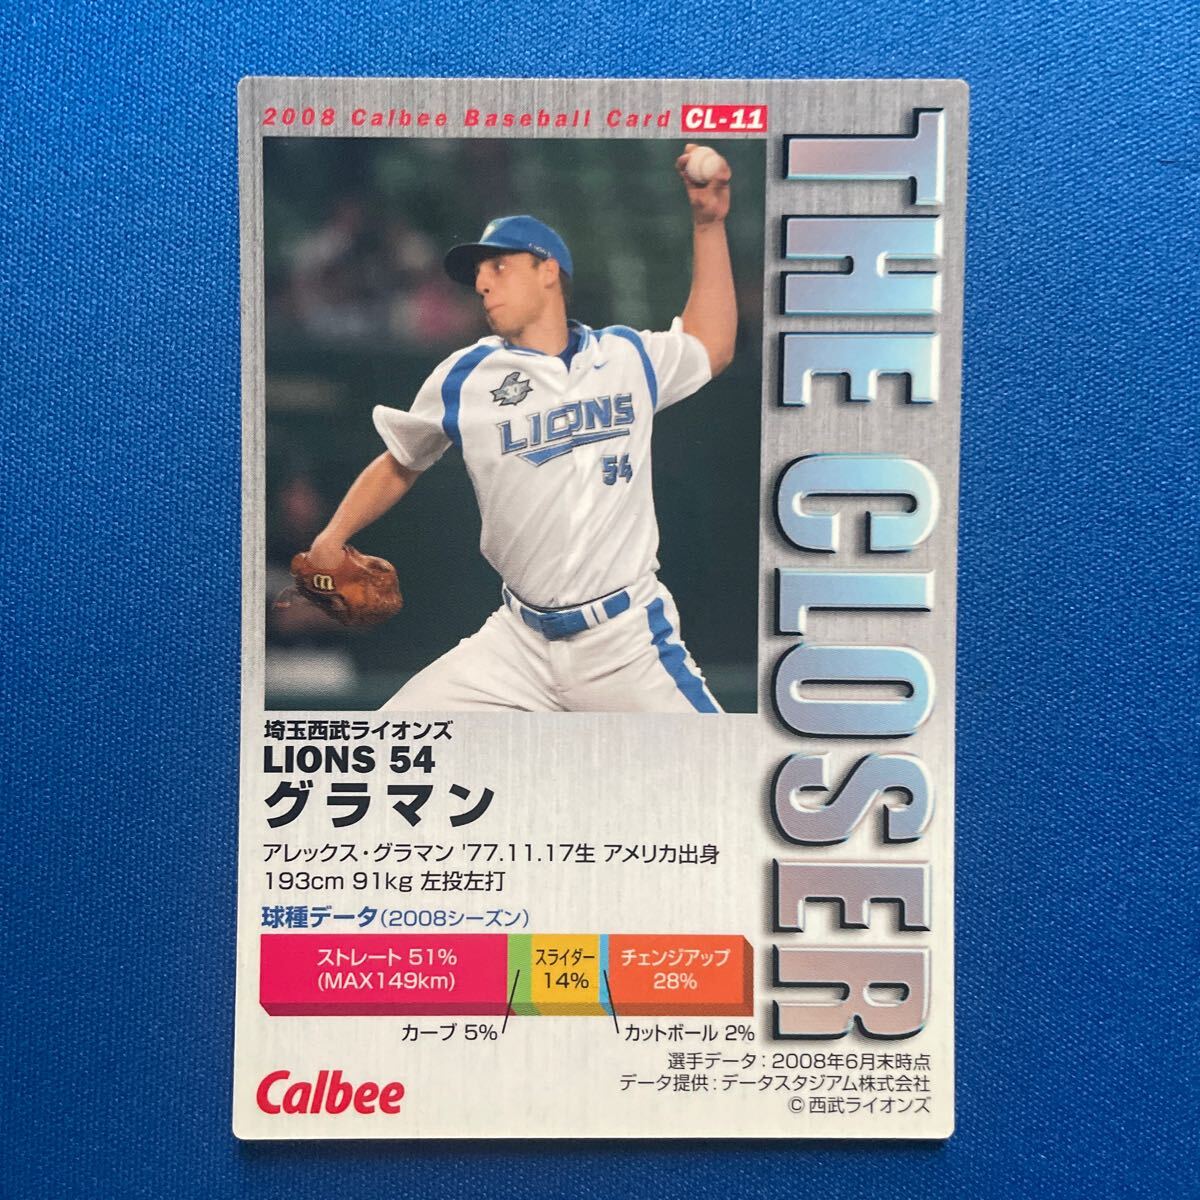 2008 Calbee Baseball Card CL-11
THE CLOSER
LIONS
54
埼玉西武ライオンズ
LIONS 54
グラマン
アレックス・グラマン '77.11.17生 アメリカ出身
193cm 91kg 左投左打
球種データ(2008シーズン)
ストレート 51%
(MAX149km)
スライダー
14%
チェンジアップ
28%
カーブ 5%
カットボール 2%
選手データ:2008年6月末時点
データ提供:データスタジアム株式会社
©西武ライオンズ
Calbee